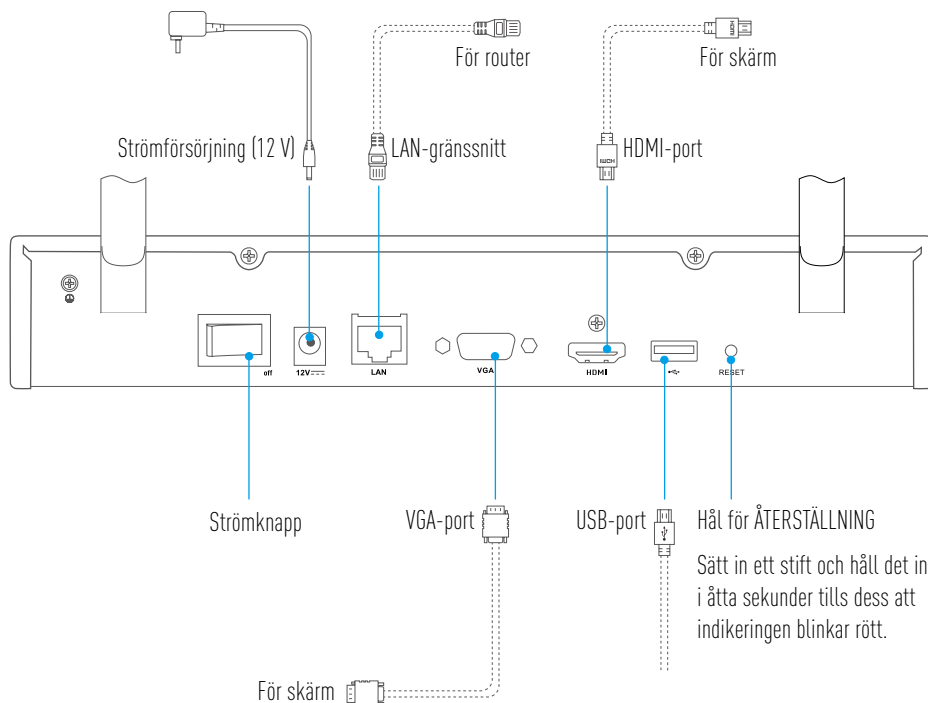 För router
För skärm
Strömförsörjning (12 V)
LAN-gränssnitt
HDMI-port
HDMI
HDMI
off
12V
LAN
VGA
HDMI
RESET
Strömknapp
VGA-port
USB-port
Hål för ÅTERSTÄLLNING
Sätt in ett stift och håll det in
i åtta sekunder tills dess att
indikeringen blinkar rött.
För skärm